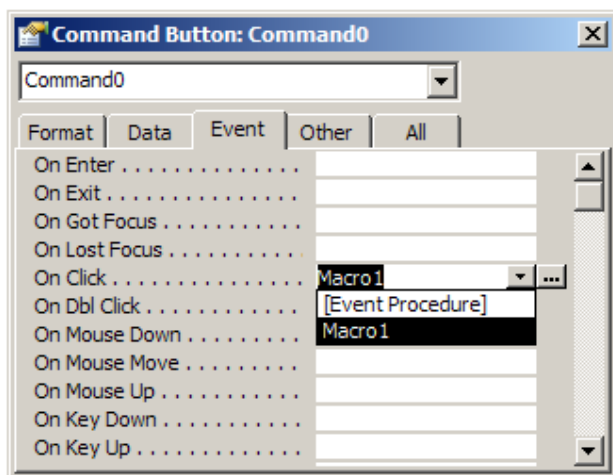 Command Button: Command0
Command0
Format Data Event Other All
On Enter . . . . . . . . . . . . . .
On Exit . . . . . . . . . . . . . . . .
On Got Focus . . . . . . . . . . .
On Lost Focus . . . . . . . . . .
On Click . . . . . . . . . . . . . . . Macro1 ...
On Dbl Click . . . . . . . . . . . . [Event Procedure]
On Mouse Down . . . . . . . . . Macro1
On Mouse Move . . . . . . . . .
On Mouse Up . . . . . . . . . . .
On Key Down . . . . . . . . . . .
On Key Up . . . . . . . . . . . . .